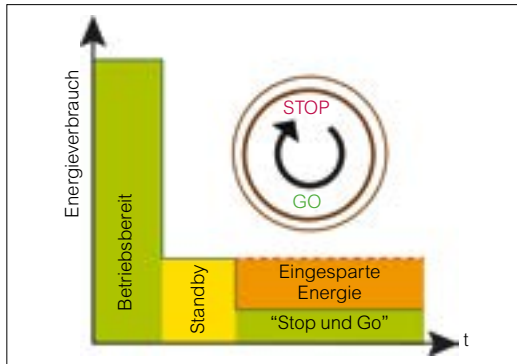 Energieverbrauch
Betriebsbereit
Standby
STOP
GO
Eingesparte
Energie
“Stop und Go”
t